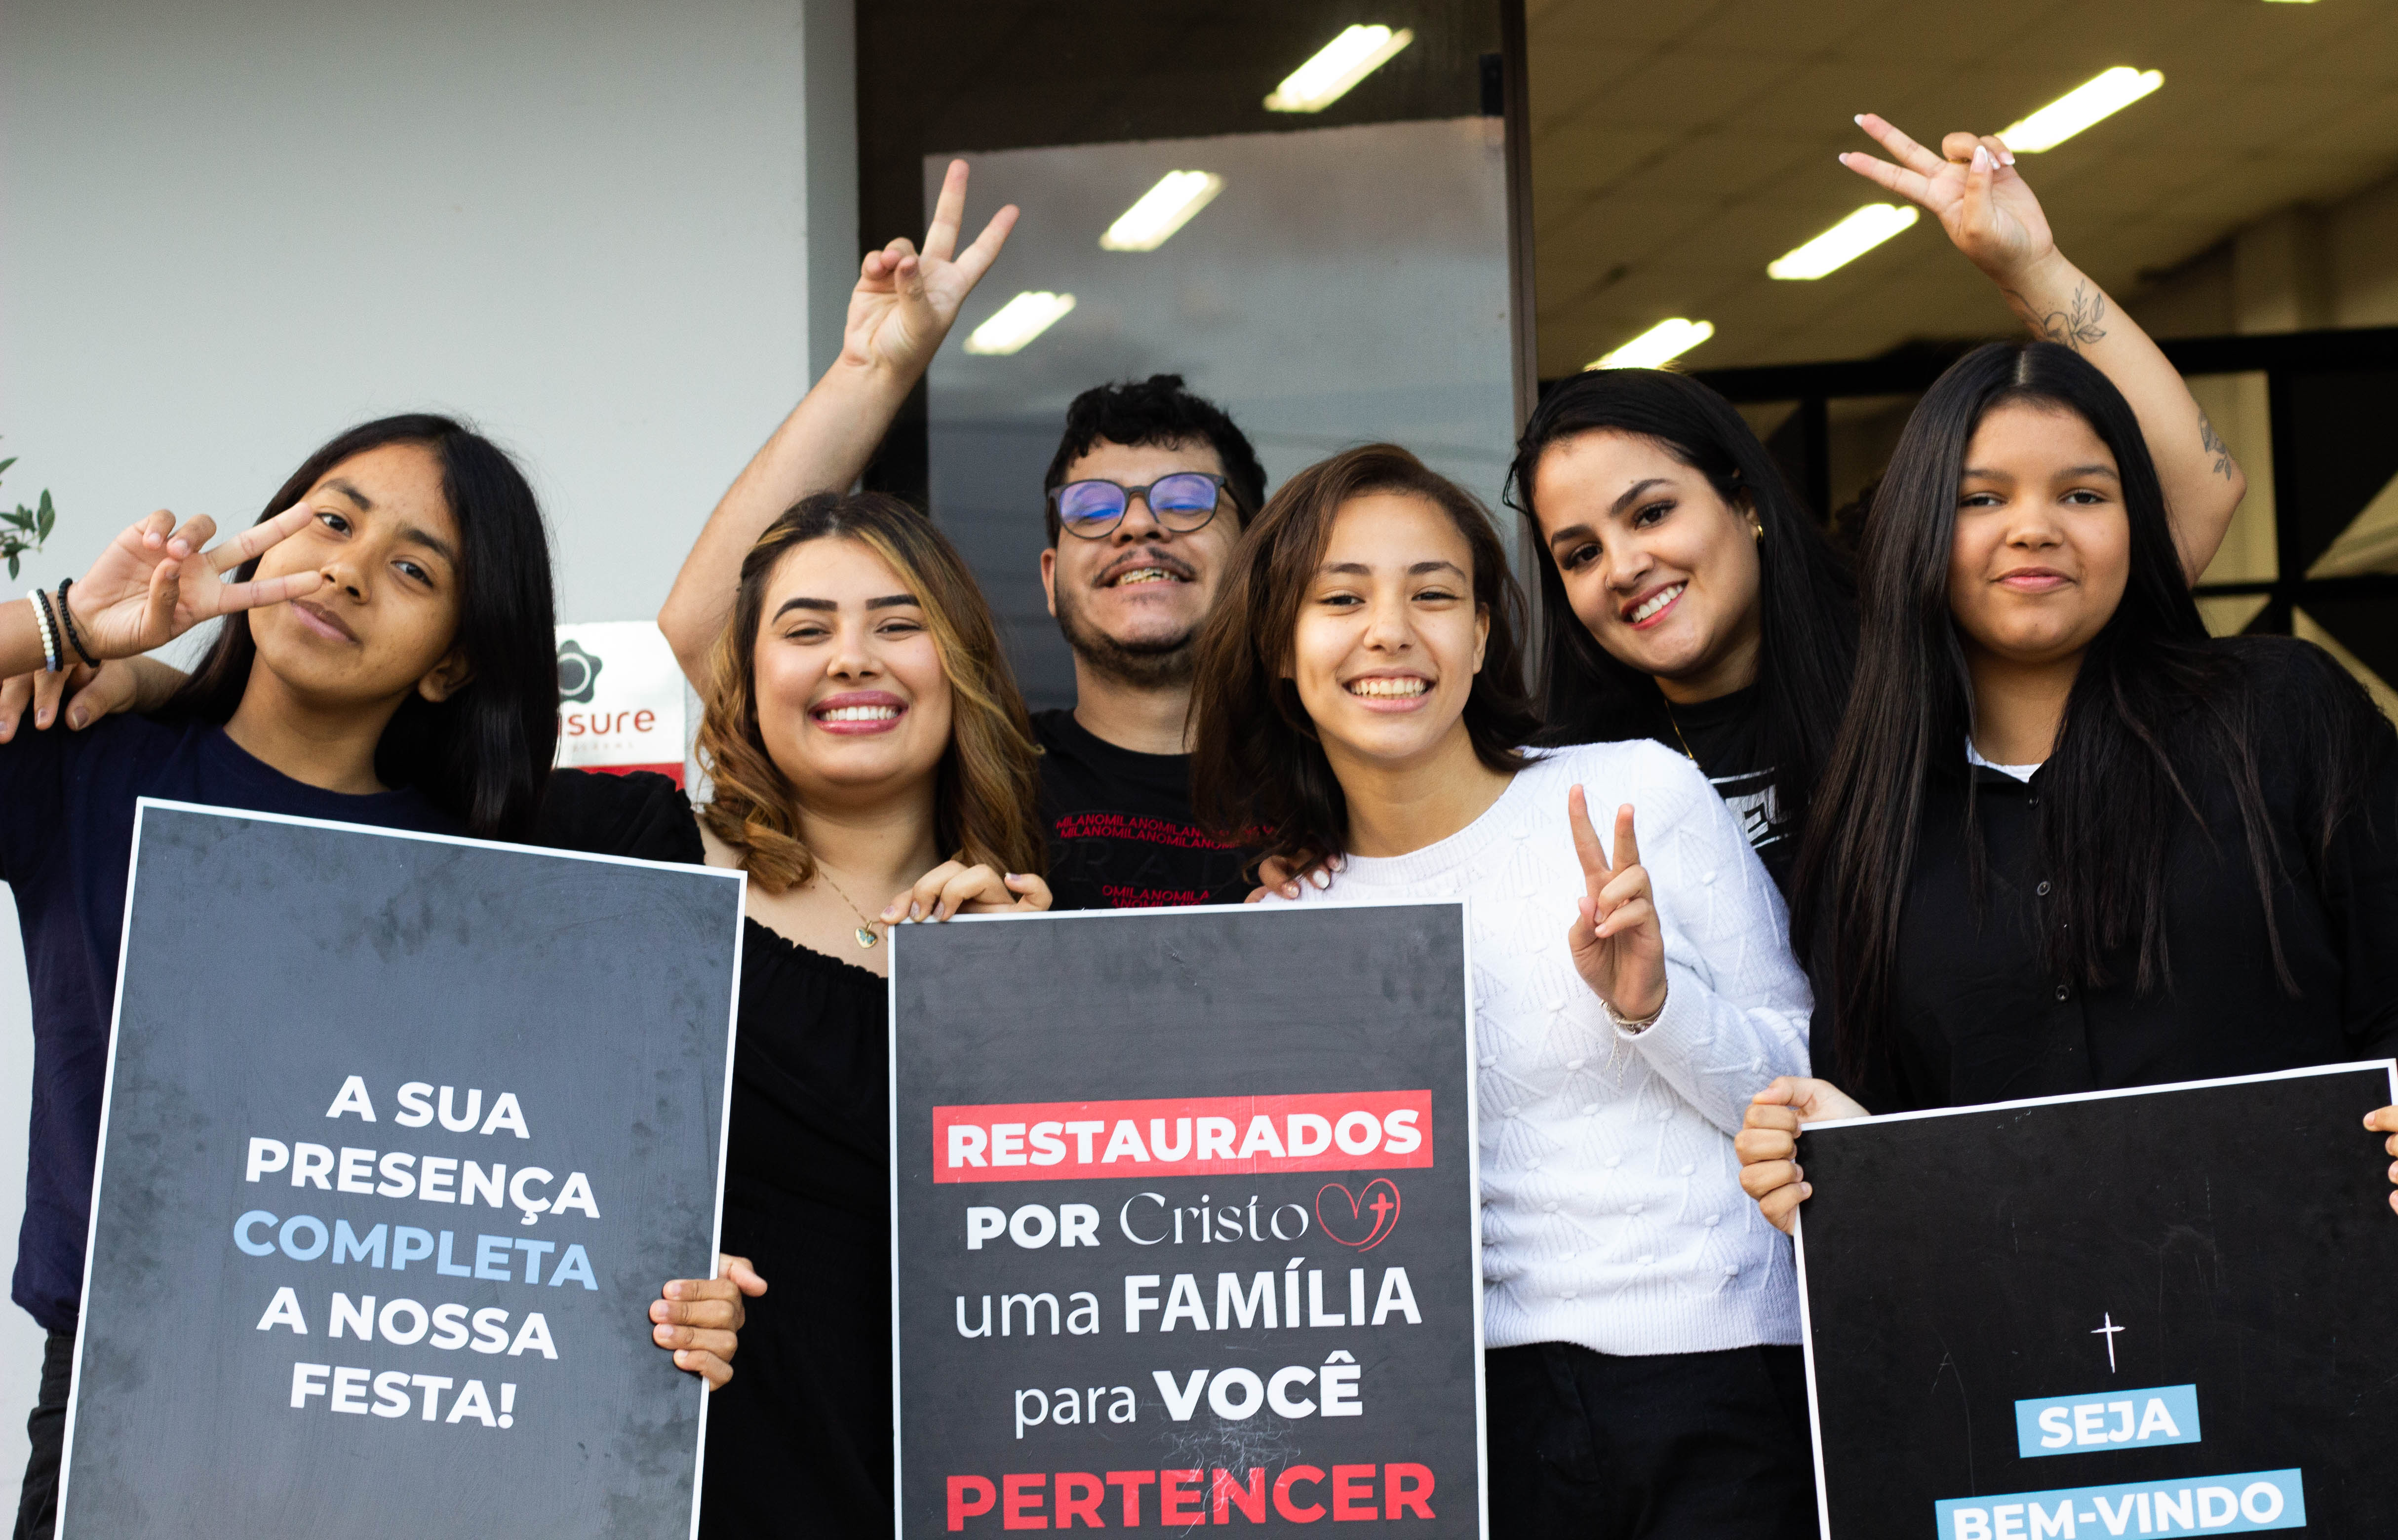 A SUA
PRESENÇA
COMPLETA
A NOSSA
FESTA!
RESTAURADOS
POR Cristo
uma FAMÍLIA
para VOCÊ
PERTENCER
SEJA
BEM-VINDO